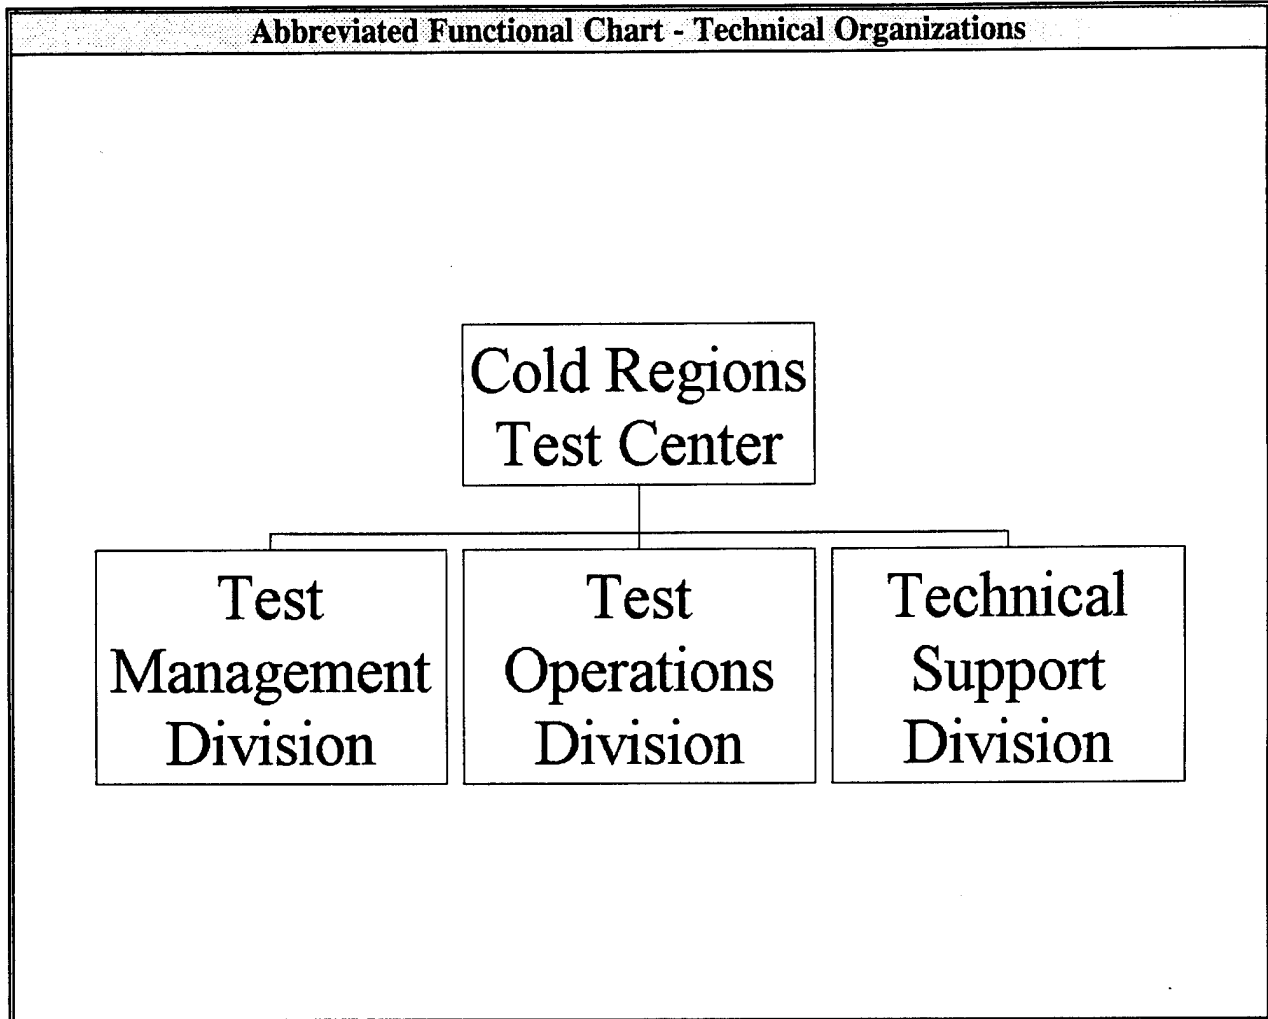 Abbreviated Functional Chart - Technical Organizations
Cold Regions
Test Center
Test
Management
Division
Test
Operations
Division
Technical
Support
Division